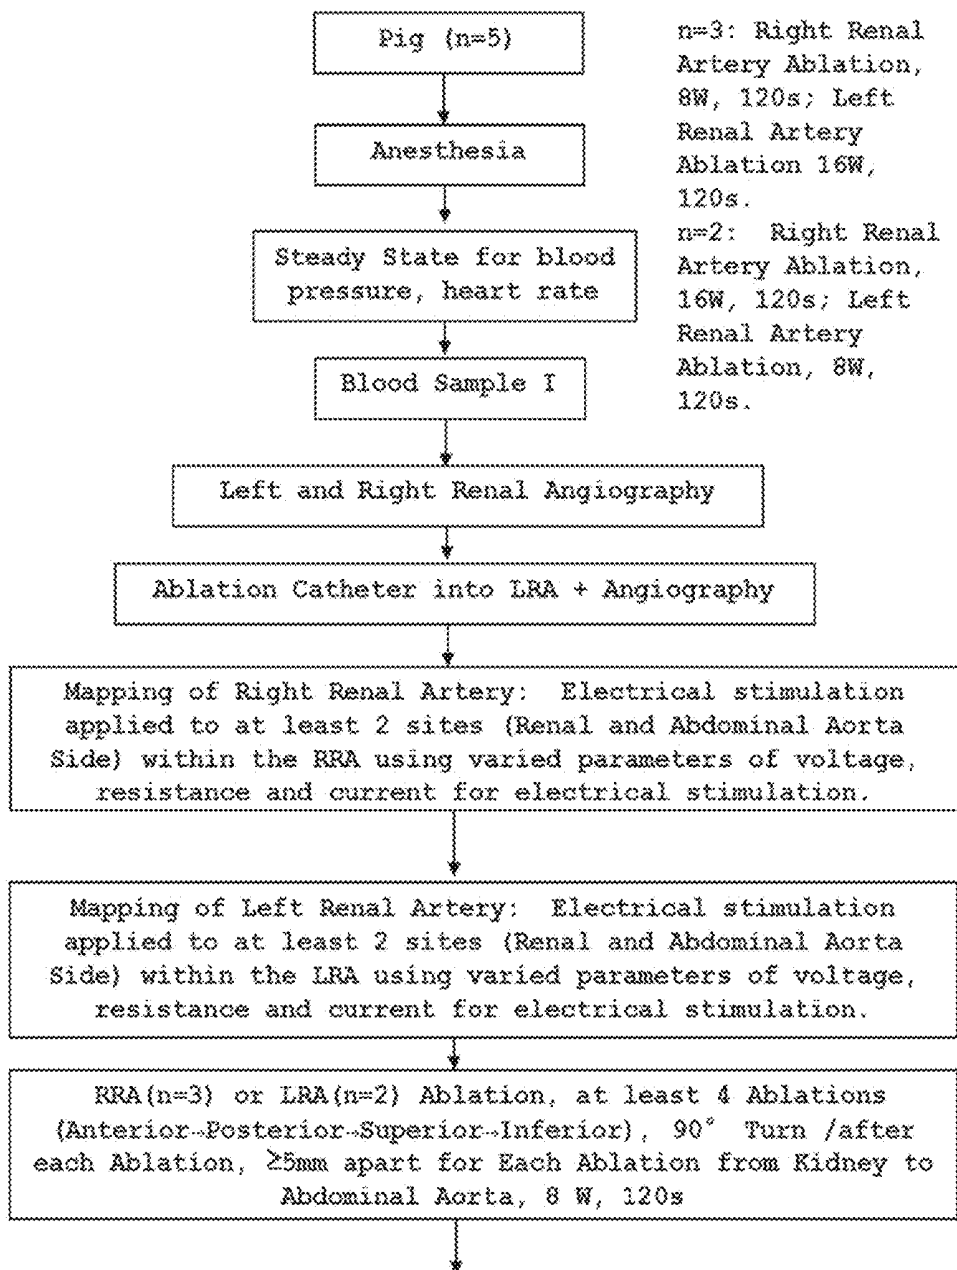 Pig (n=5)
Anesthesia
Steady State for blood
pressure, heart rate
Blood Sample I
n=3: Right Renal
Artery Ablation,
8W, 120s; Left
Renal Artery
Ablation 16W,
120s.
n=2: Right Renal
Artery Ablation,
16W, 120s; Left
Renal Artery
Ablation, 8W,
120s.
Left and Right Renal Angiography
Ablation Catheter into LRA + Angiography
Mapping of Right Renal Artery: Electrical stimulation
applied to at least 2 sites (Renal and Abdominal Aorta
Side) within the RRA using varied parameters of voltage,
resistance and current for electrical stimulation.
Mapping of Left Renal Artery: Electrical stimulation
applied to at least 2 sites (Renal and Abdominal Aorta
Side) within the LRA using varied parameters of voltage,
resistance and current for electrical stimulation.
RRA(n=3) or LRA(n=2) Ablation, at least 4 Ablations
(Anterior→Posterior→Superior→Inferior), 90° Turn /after
each Ablation, ≥5mm apart for Each Ablation from Kidney to
Abdominal Aorta, 8 W, 120s